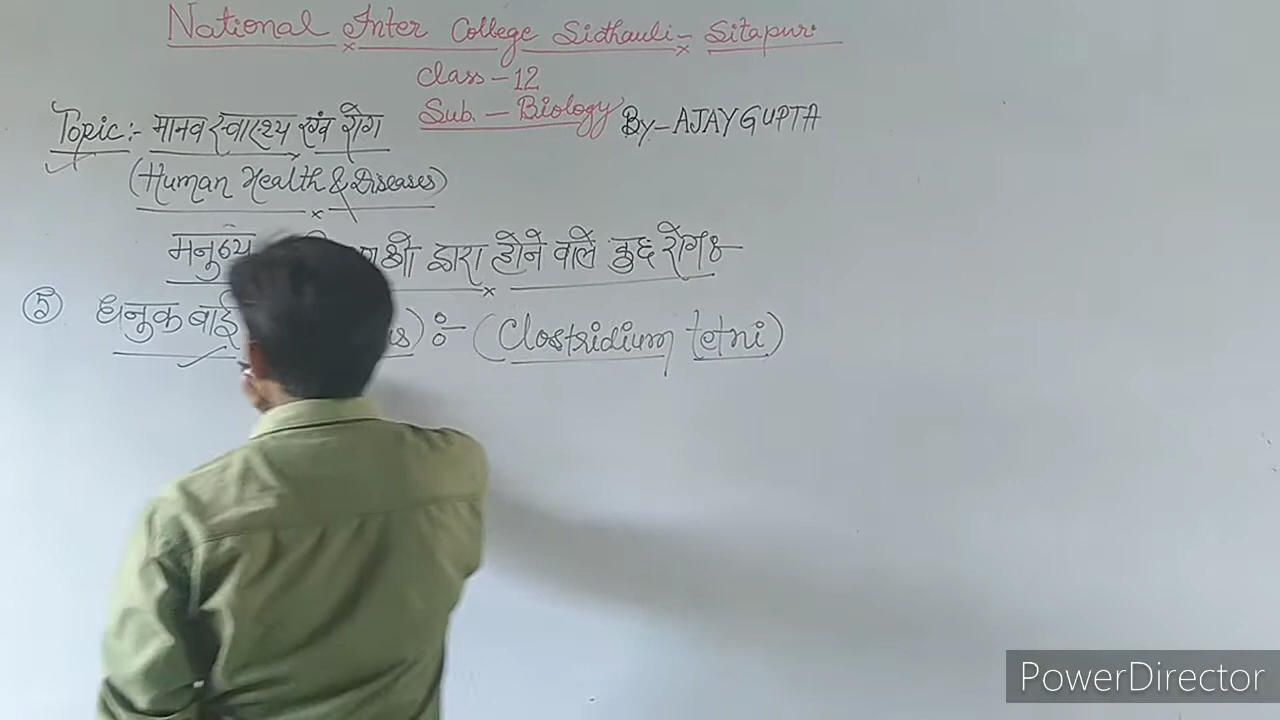 National Inter College Sidhauli - Sitapur
Class - 12
Sub. - Biology By - AJAY GUPTA
Topic :- मानव स्वास्थ्य एवं रोग
(Human Health & Diseases)
मनुष्य द्वारा होने वाले कुछ रोग :-
⑤ धनुक बाई :- (Clostridium tetni)
PowerDirector